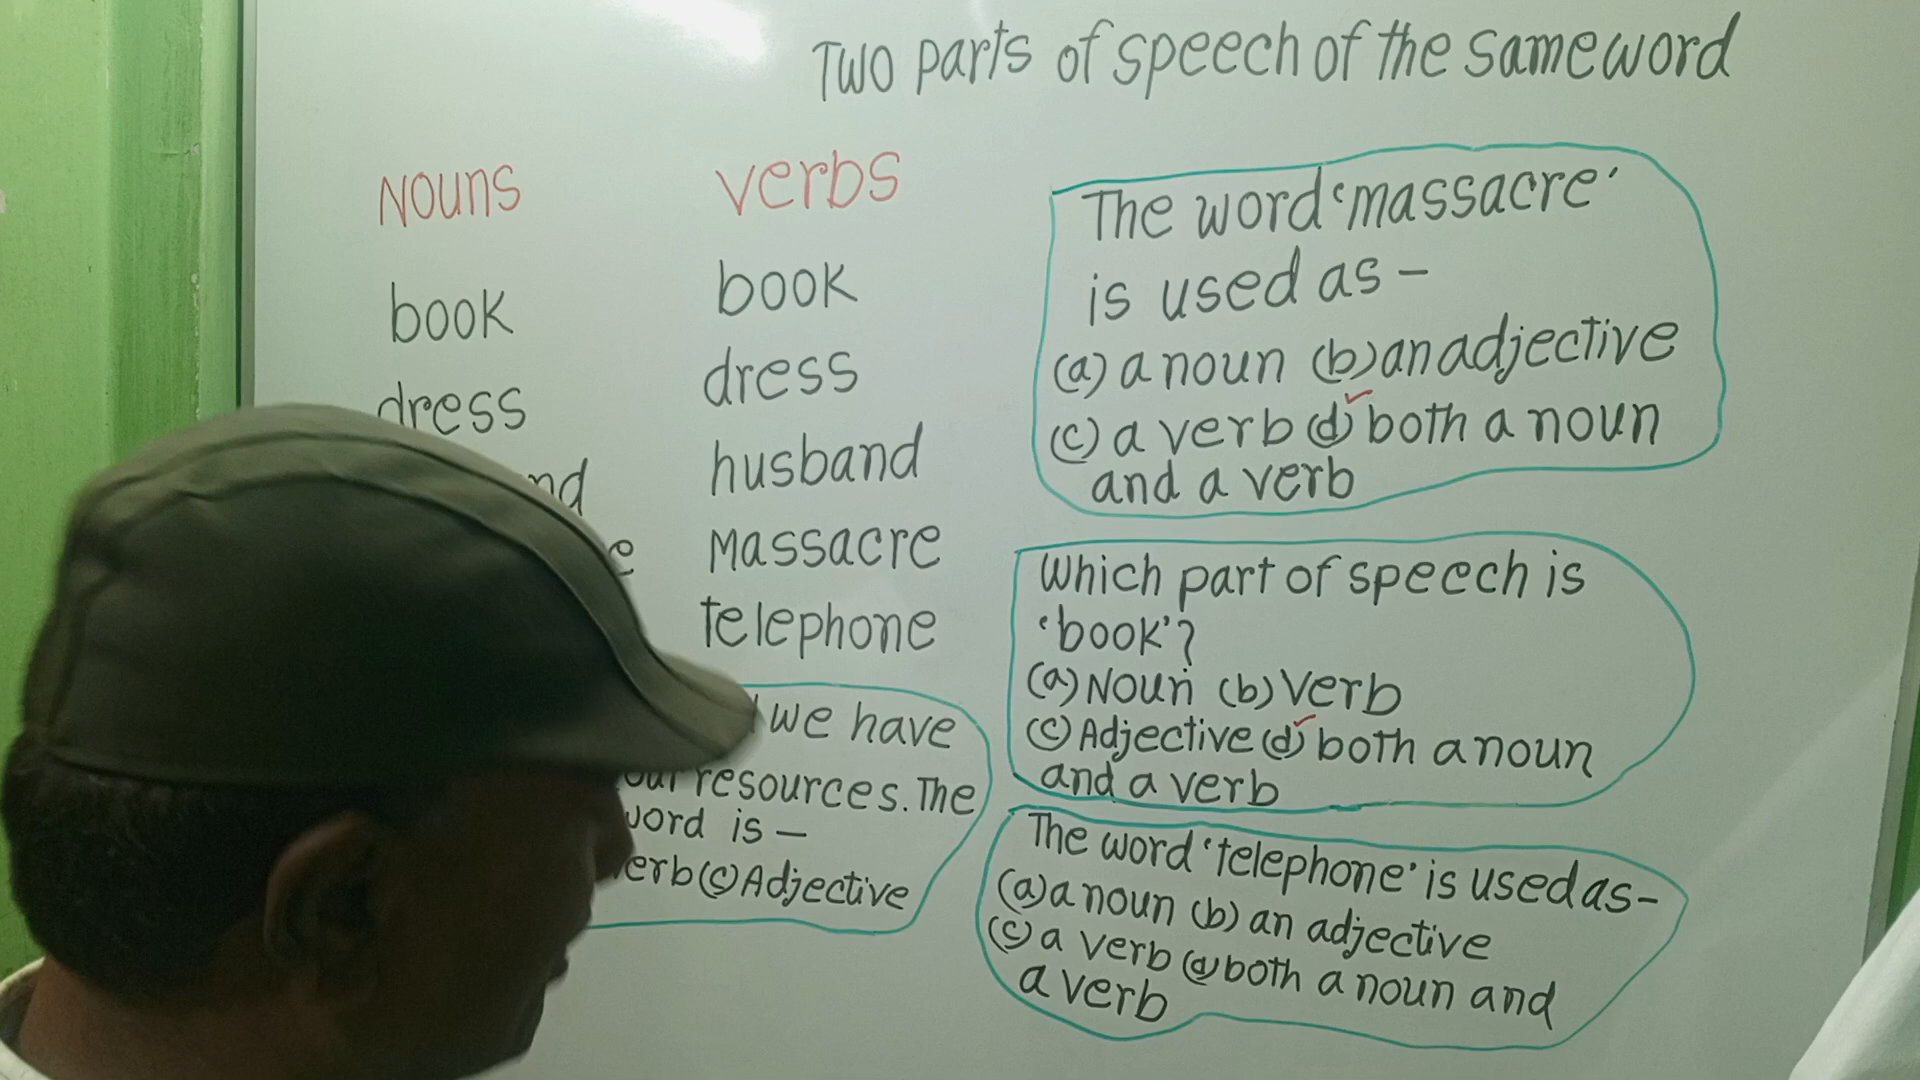 Two parts of speech of the same word
Nouns
Verbs
book
book
dress
dress
husband
Massacre
telephone
The word 'massacre'
is used as –
(a) a noun (b) an adjective
(c) a verb (d) both a noun
and a verb
Which part of speech is
'book'?
(a) Noun (b) Verb
(c) Adjective (d) both a noun
and a verb
The word 'telephone' is used as –
(a) a noun (b) an adjective
(c) a verb (d) both a noun and
a verb
we have
our resources. The
word is –
verb (c) Adjective